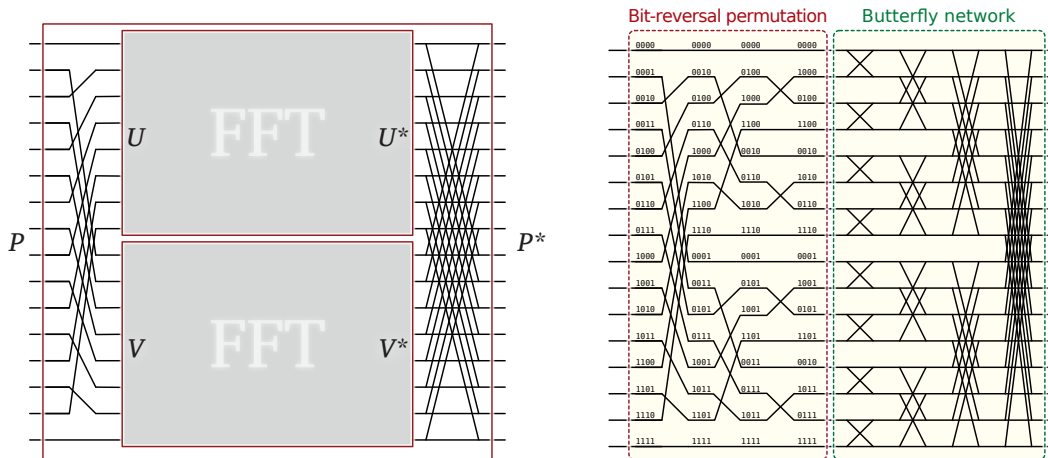 FFT
U
U*
P
P*
FFT
V
V*
Bit-reversal permutation
Butterfly network
0000 0000 0000 0000
0001 0010 0100 1000
0010 0100 1000 0100
0011 0110 1100 1100
0100 1000 0010 0010
0101 1010 0110 1010
0110 1100 1010 0110
0111 1110 1110 1110
1000 0001 0001 0001
1001 0011 0101 1001
1010 0101 1001 0101
1011 0111 1101 1101
1100 1001 0011 0010
1101 1011 0111 1011
1110 1101 1011 0111
1111 1111 1111 1111